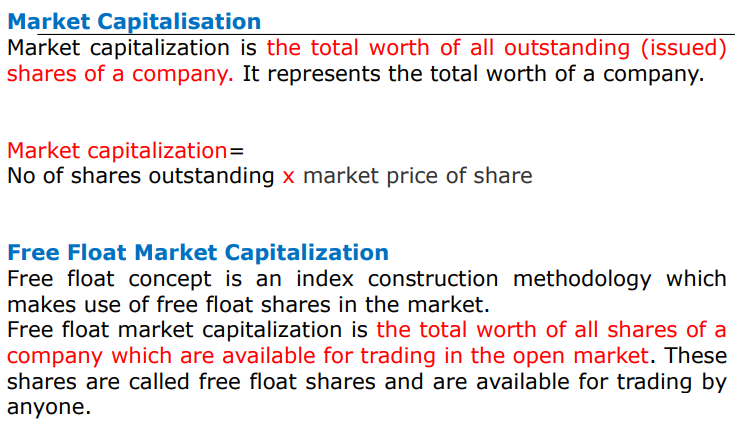 Market Capitalisation
Market capitalization is the total worth of all outstanding (issued)
shares of a company. It represents the total worth of a company.
Market capitalization=
No of shares outstanding x market price of share
Free Float Market Capitalization
Free float concept is an index construction methodology which
makes use of free float shares in the market.
Free float market capitalization is the total worth of all shares of a
company which are available for trading in the open market. These
shares are called free float shares and are available for trading by
anyone.